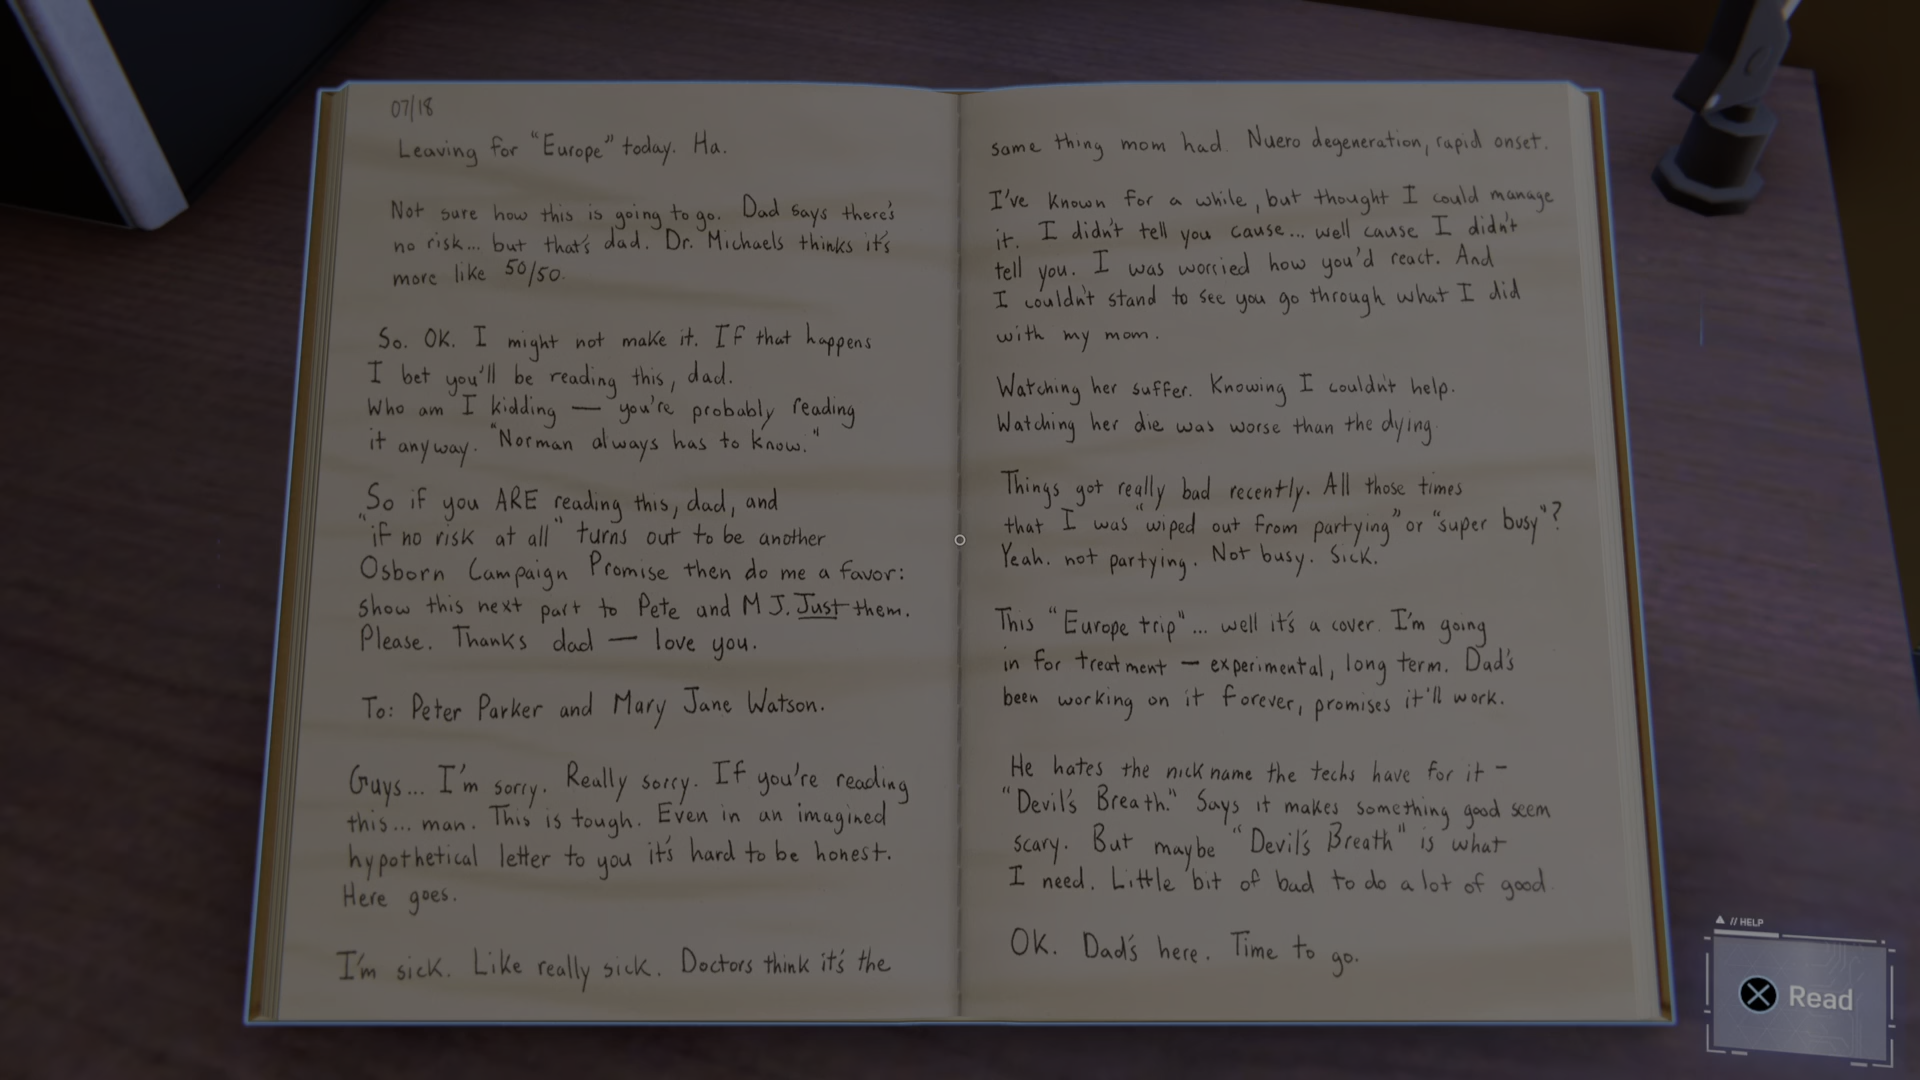 07/18
Leaving for "Europe" today. Ha.
Not sure how this is going to go. Dad says there's
no risk... but that's dad. Dr. Michaels thinks it's
more like 50/50.
So. OK. I might not make it. If that happens
I bet you'll be reading this, dad.
Who am I kidding — you're probably reading
it anyway. "Norman always has to know."
So if you ARE reading this, dad, and
"if no risk at all" turns out to be another
Osborn Campaign Promise then do me a favor:
show this next part to Pete and MJ. Just them.
Please. Thanks dad — love you.
To: Peter Parker and Mary Jane Watson.
Guys... I'm sorry. Really sorry. If you're reading
this... man. This is tough. Even in an imagined
hypothetical letter to you it's hard to be honest.
Here goes.
I'm sick. Like really sick. Doctors think it's the
same thing mom had. Nuero degeneration, rapid onset.
I've known for a while, but thought I could manage
it. I didn't tell you cause... well cause I didn't
tell you. I was worried how you'd react. And
I couldn't stand to see you go through what I did
with my mom.
Watching her suffer. Knowing I couldn't help.
Watching her die was worse than the dying.
Things got really bad recently. All those times
that I was "wiped out from partying" or "super busy"?
Yeah. not partying. Not busy. Sick.
This "Europe trip"... well it's a cover. I'm going
in for treatment — experimental, long term. Dad's
been working on it forever, promises it'll work.
He hates the nickname the techs have for it -
"Devil's Breath." Says it makes something good seem
scary. But maybe "Devil's Breath" is what
I need. Little bit of bad to do a lot of good.
OK. Dad's here. Time to go.
// HELP
Read